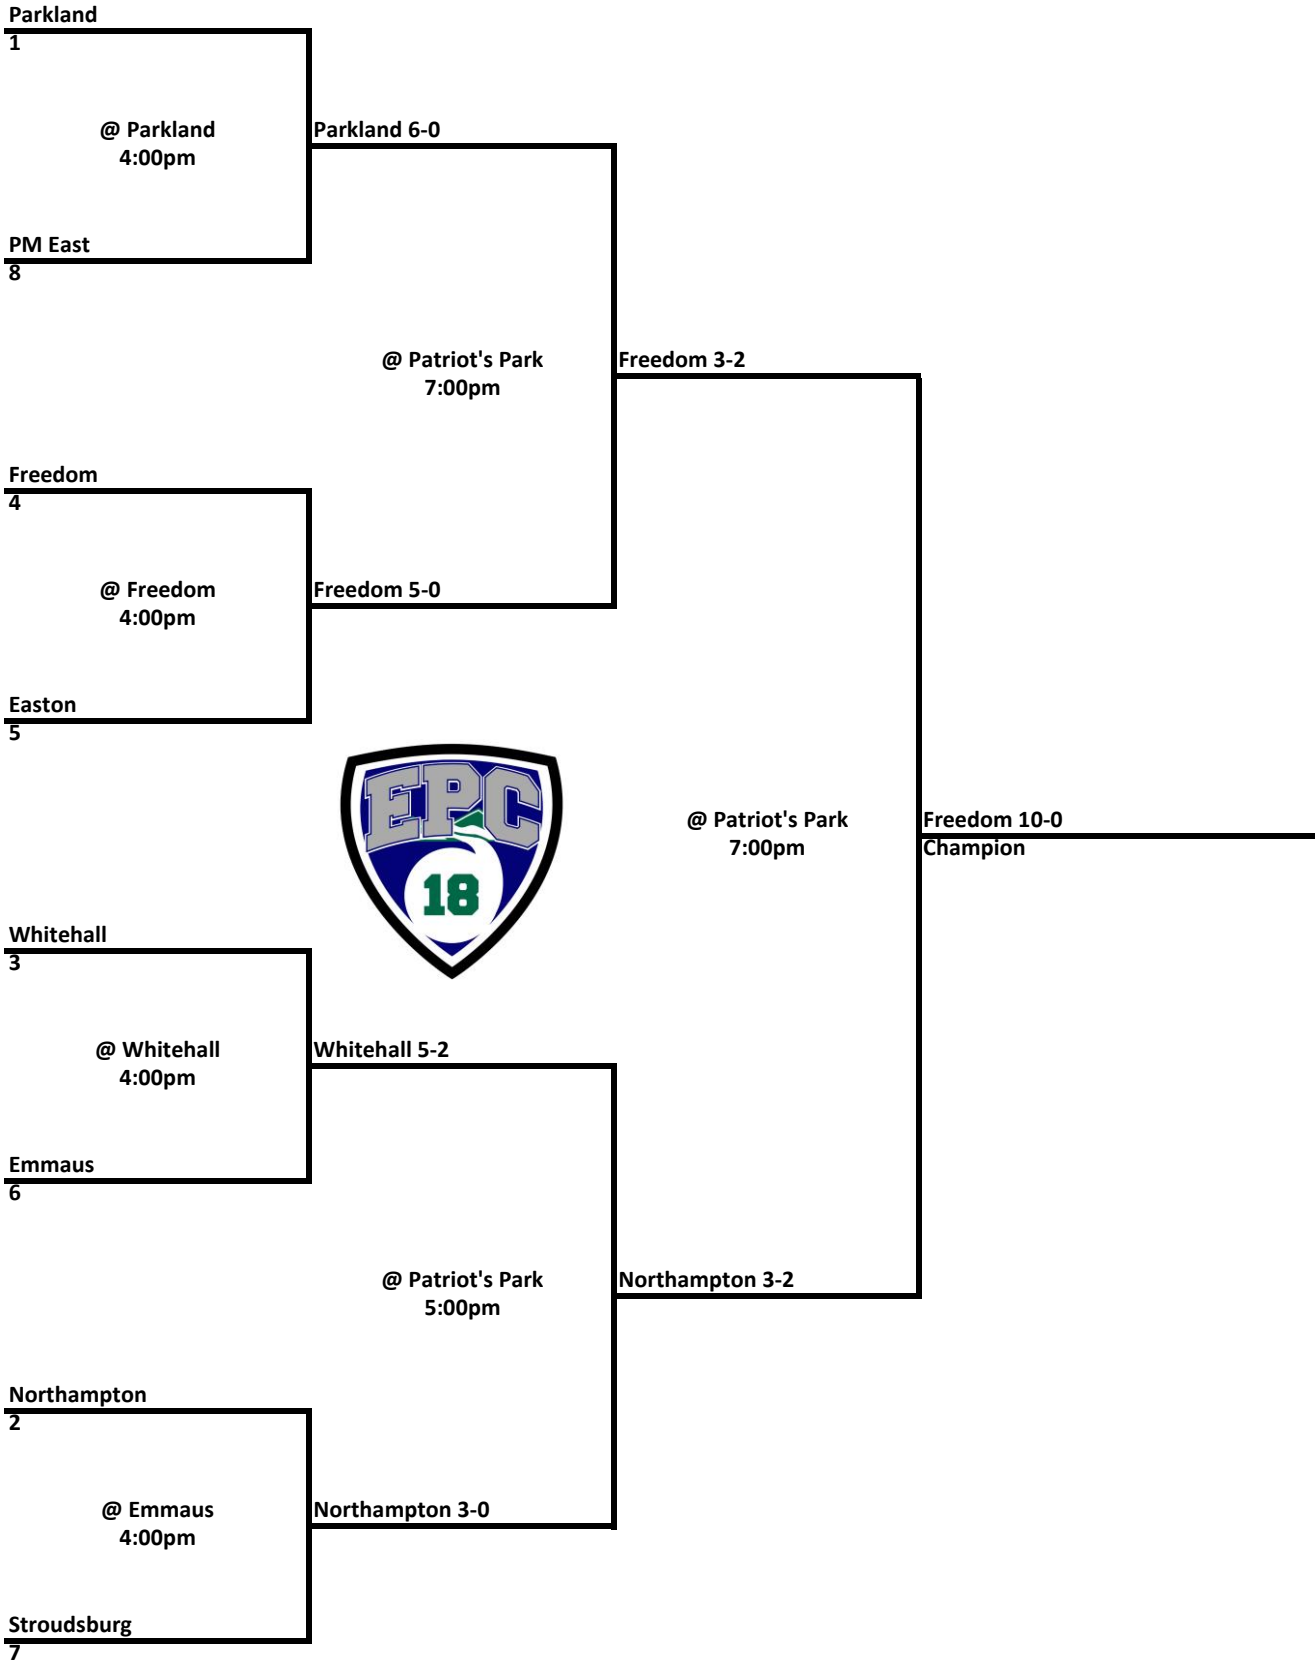 Parkland
1
@ Parkland
4:00pm
Parkland 6-0
PM East
8
@ Patriot's Park
7:00pm
Freedom 3-2
Freedom
4
@ Freedom
4:00pm
Freedom 5-0
Easton
5
EPC
18
@ Patriot's Park
7:00pm
Freedom 10-0
Champion
Whitehall
3
@ Whitehall
4:00pm
Whitehall 5-2
Emmaus
6
@ Patriot's Park
5:00pm
Northampton 3-2
Northampton
2
@ Emmaus
4:00pm
Northampton 3-0
Stroudsburg
7